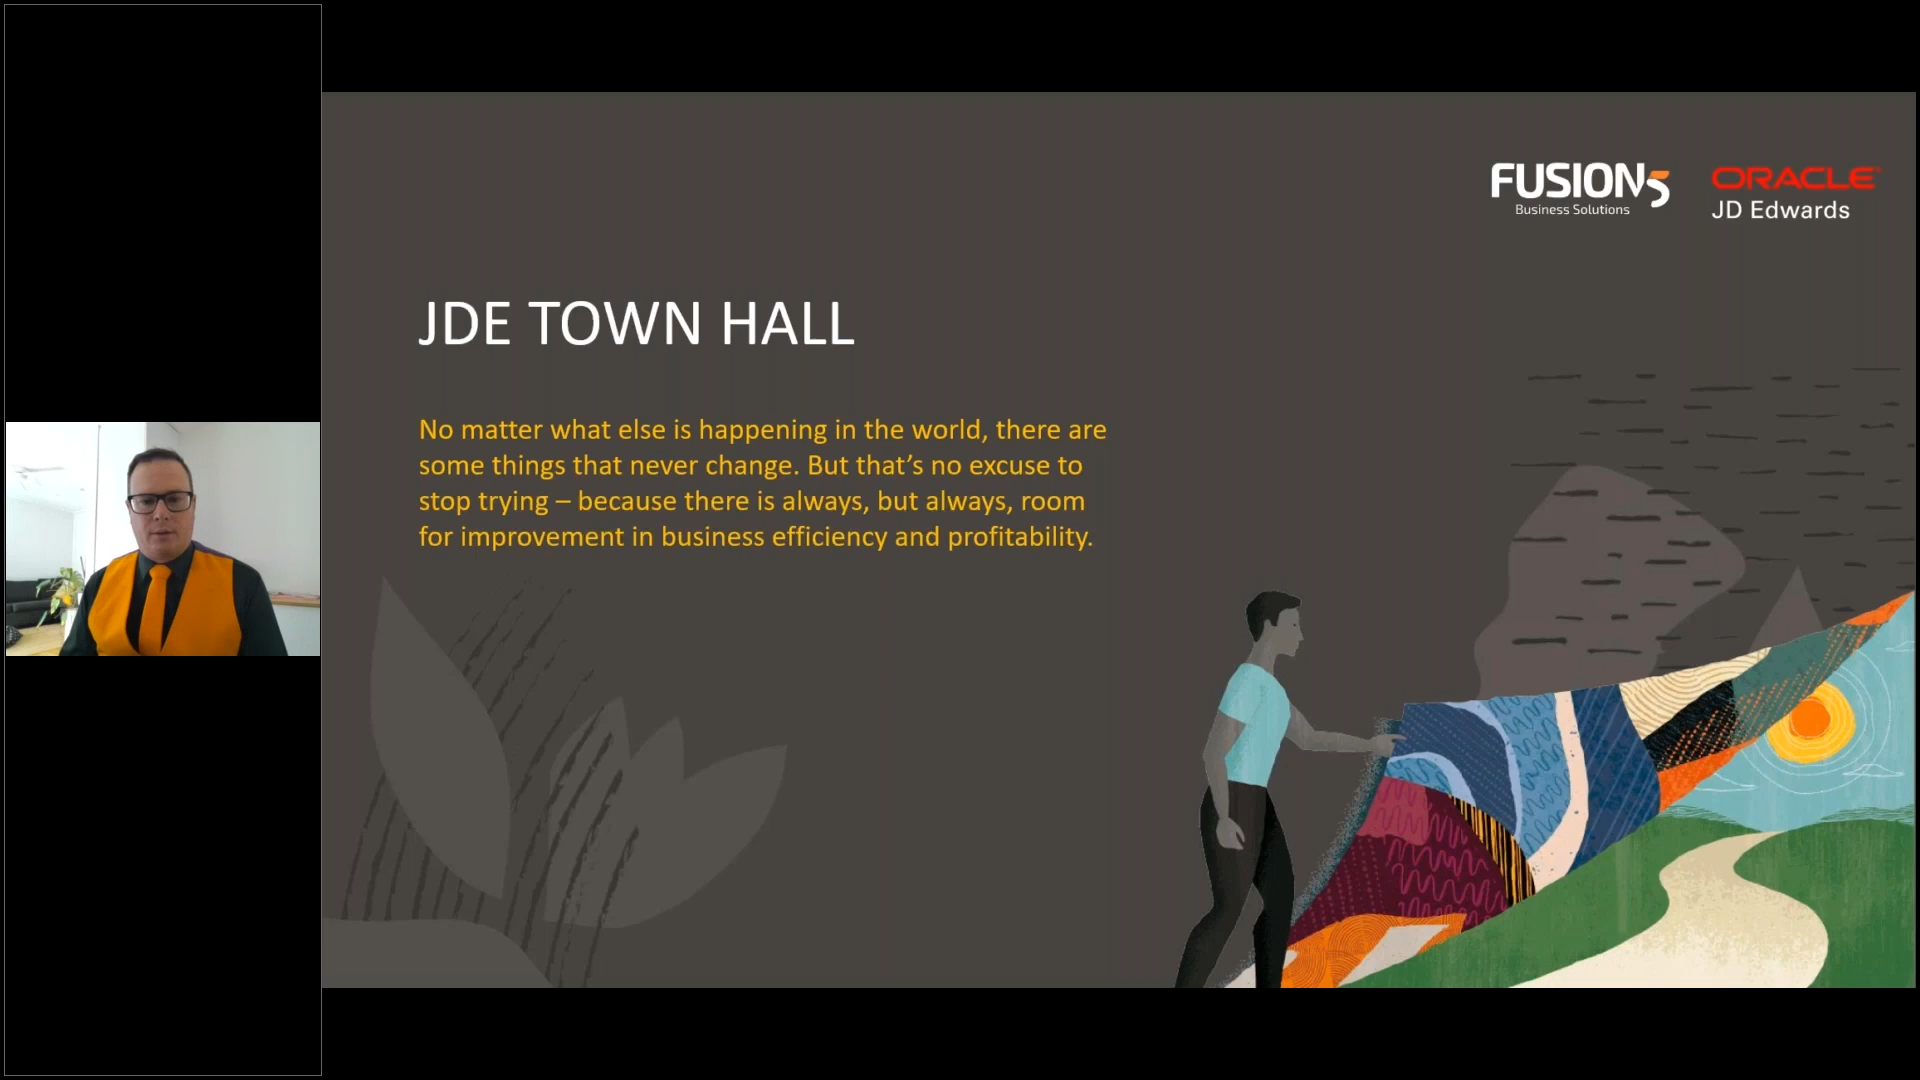 FUSION5
Business Solutions
ORACLE
JD Edwards
JDE TOWN HALL
No matter what else is happening in the world, there are
some things that never change. But that’s no excuse to
stop trying – because there is always, but always, room
for improvement in business efficiency and profitability.